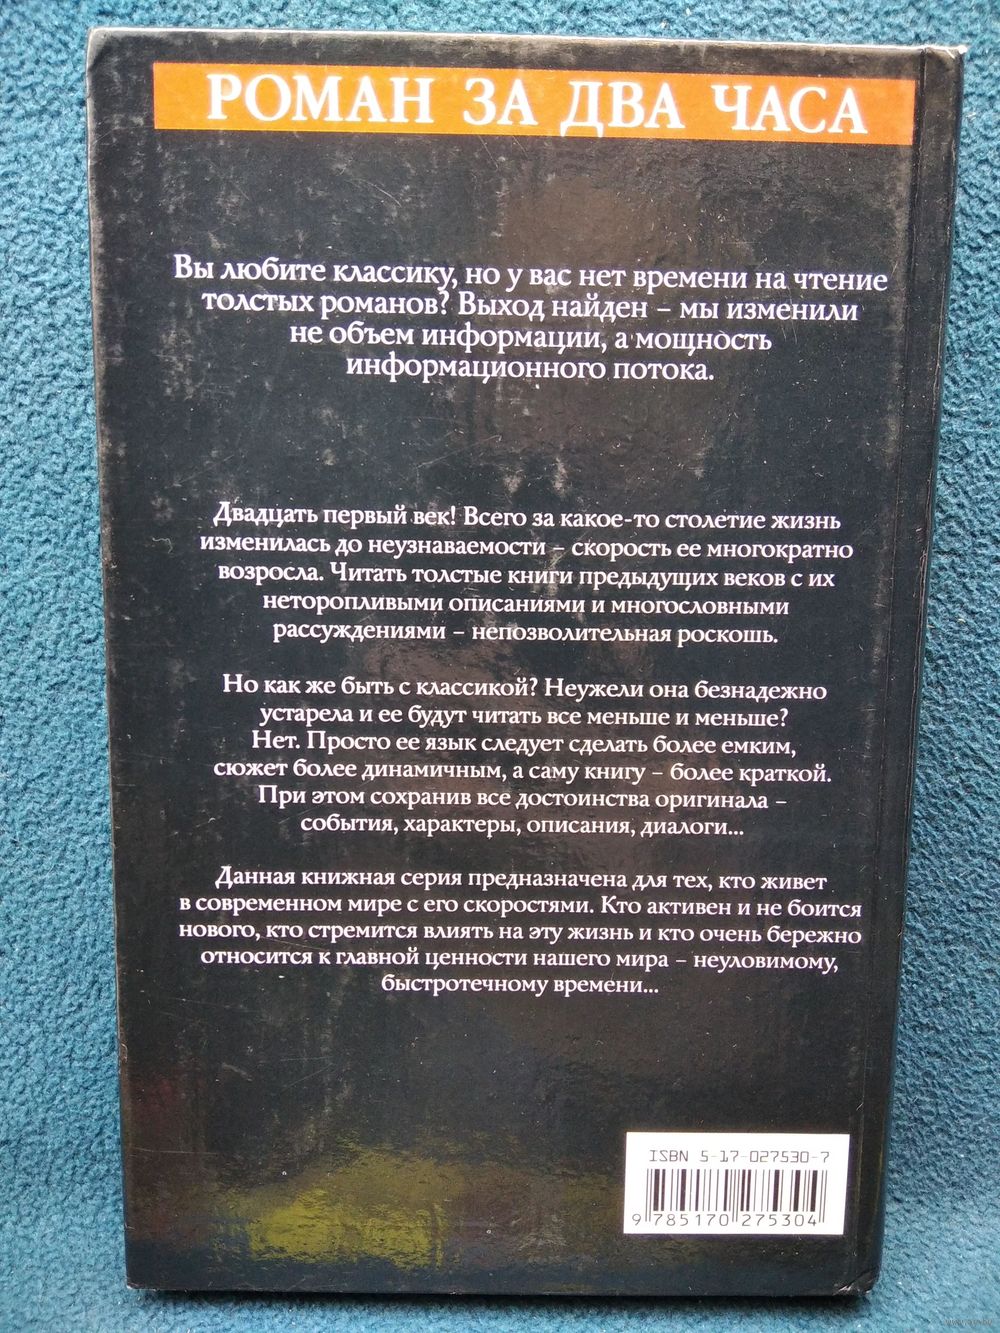 РОМАН ЗА ДВА ЧАСА
Вы любите классику, но у вас нет времени на чтение
толстых романов? Выход найден – мы изменили
не объем информации, а мощность
информационного потока.
Двадцать первый век! Всего за какое-то столетие жизнь
изменилась до неузнаваемости – скорость ее многократно
возросла. Читать толстые книги предыдущих веков с их
неторопливыми описаниями и многословными
рассуждениями – непозволительная роскошь.
Но как же быть с классикой? Неужели она безнадежно
устарела и ее будут читать все меньше и меньше?
Нет. Просто ее язык следует сделать более емким,
сюжет более динамичным, а саму книгу – более краткой.
При этом сохранив все достоинства оригинала –
события, характеры, описания, диалоги...
Данная книжная серия предназначена для тех, кто живет
в современном мире с его скоростями. Кто активен и не боится
нового, кто стремится влиять на эту жизнь и кто очень бережно
относится к главной ценности нашего мира – неуловимому,
быстротечному времени...
ISBN 5-17-027530-7
9 785170 275304